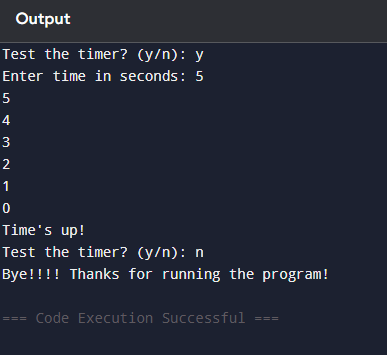 Output
Test the timer? (y/n): y
Enter time in seconds: 5
5
4
3
2
1
0
Time's up!
Test the timer? (y/n): n
Bye!!!! Thanks for running the program!
=== Code Execution Successful ===